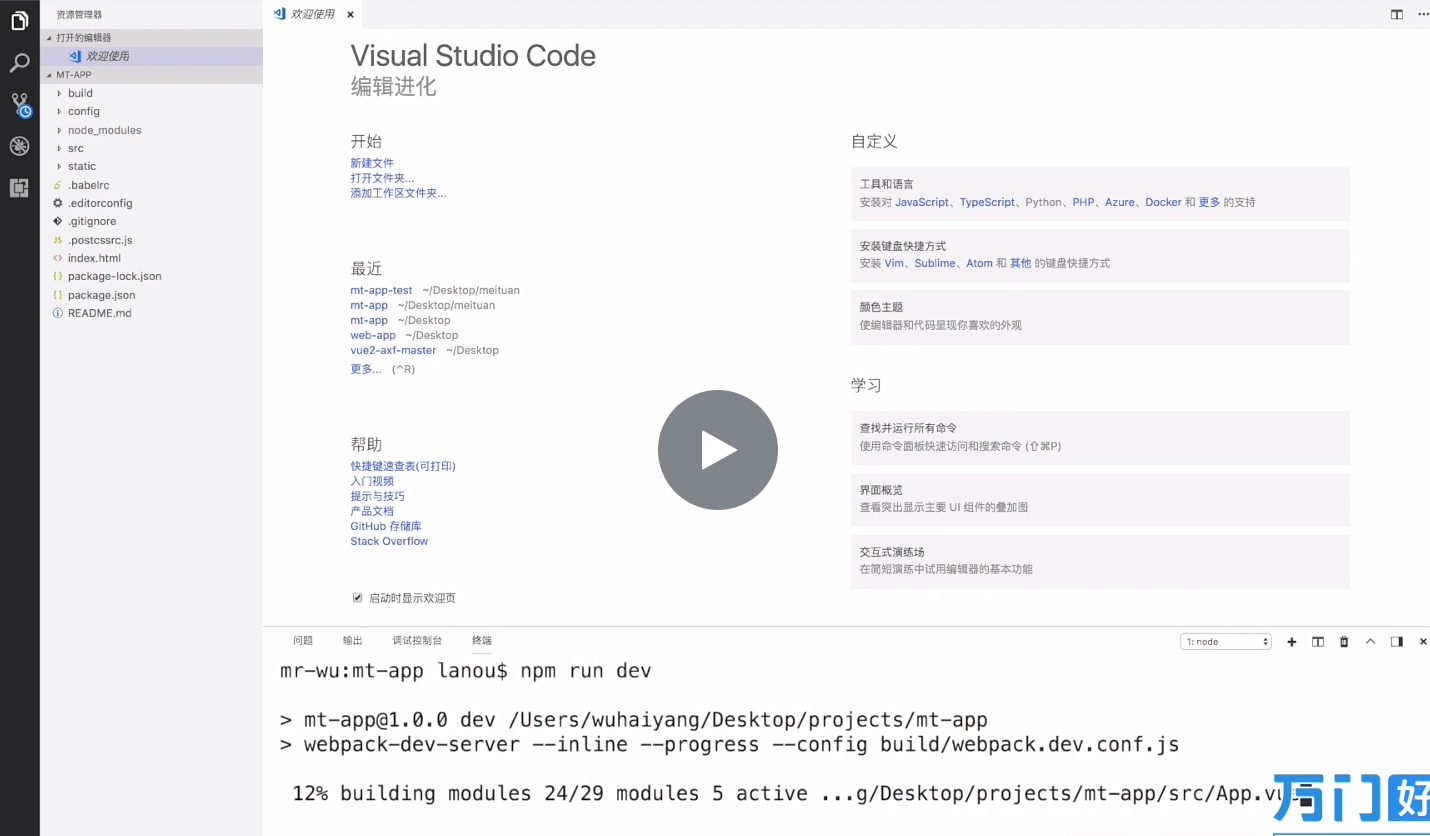 资源管理器
打开的编辑器
欢迎使用
MT-APP
build
config
node_modules
src
static
.babelrc
.editorconfig
.gitignore
.postcssrc.js
index.html
package-lock.json
package.json
README.md
欢迎使用
Visual Studio Code
编辑进化
开始
新建文件
打开文件夹...
添加工作区文件夹...
最近
mt-app-test ~/Desktop/meituan
mt-app ~/Desktop/meituan
mt-app ~/Desktop
web-app ~/Desktop
vue2-axf-master ~/Desktop
更多... (^R)
帮助
快捷键速查表(可打印)
入门视频
提示与技巧
产品文档
GitHub 存储库
Stack Overflow
启动时显示欢迎页
自定义
工具和语言
安装对 JavaScript、TypeScript、Python、PHP、Azure、Docker 和 更多 的支持
安装键盘快捷方式
安装 Vim、Sublime、Atom 和 其他 的键盘快捷方式
颜色主题
使编辑器和代码呈现你喜欢的外观
学习
查找并运行所有命令
使用命令面板快速访问和搜索命令 (⇧⌘P)
界面概览
查看突出显示主要 UI 组件的叠加图
交互式演练场
在简短演练中试用编辑器的基本功能
问题 输出 调试控制台 终端
1: node
mr-wu:mt-app lanou$ npm run dev
> mt-app@1.0.0 dev /Users/wuhaiyang/Desktop/projects/mt-app
> webpack-dev-server --inline --progress --config build/webpack.dev.conf.js
12% building modules 24/29 modules 5 active ...g/Desktop/projects/mt-app/src/App.vue
万门好